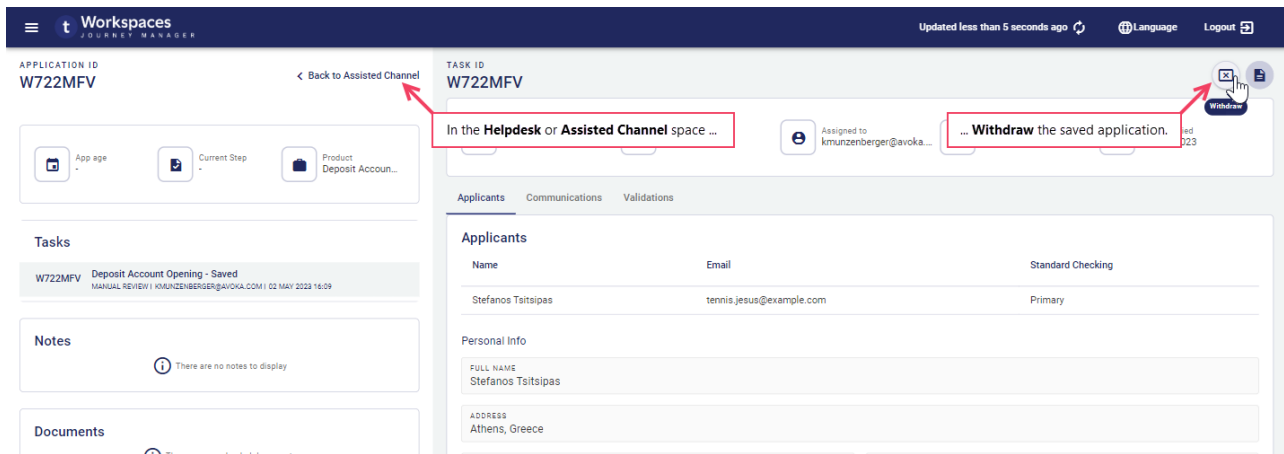 t Workspaces
JOURNEY MANAGER
Updated less than 5 seconds ago
Language
Logout
APPLICATION ID
W722MFV
Back to Assisted Channel
App age
-
Current Step
-
Product
Deposit Accoun...
Tasks
W722MFV
Deposit Account Opening - Saved
MANUAL REVIEW | KMUNZENBERGER@AVOKA.COM | 02 MAY 2023 16:09
Notes
There are no notes to display
Documents
TASK ID
W722MFV
Withdraw
In the Helpdesk or Assisted Channel space ...
... Withdraw the saved application.
Assigned to
kmunzenberger@avoka....
Applicants Communications Validations
Applicants
Name Email Standard Checking
Stefanos Tsitsipas tennis.jesus@example.com Primary
Personal Info
FULL NAME
Stefanos Tsitsipas
ADDRESS
Athens, Greece